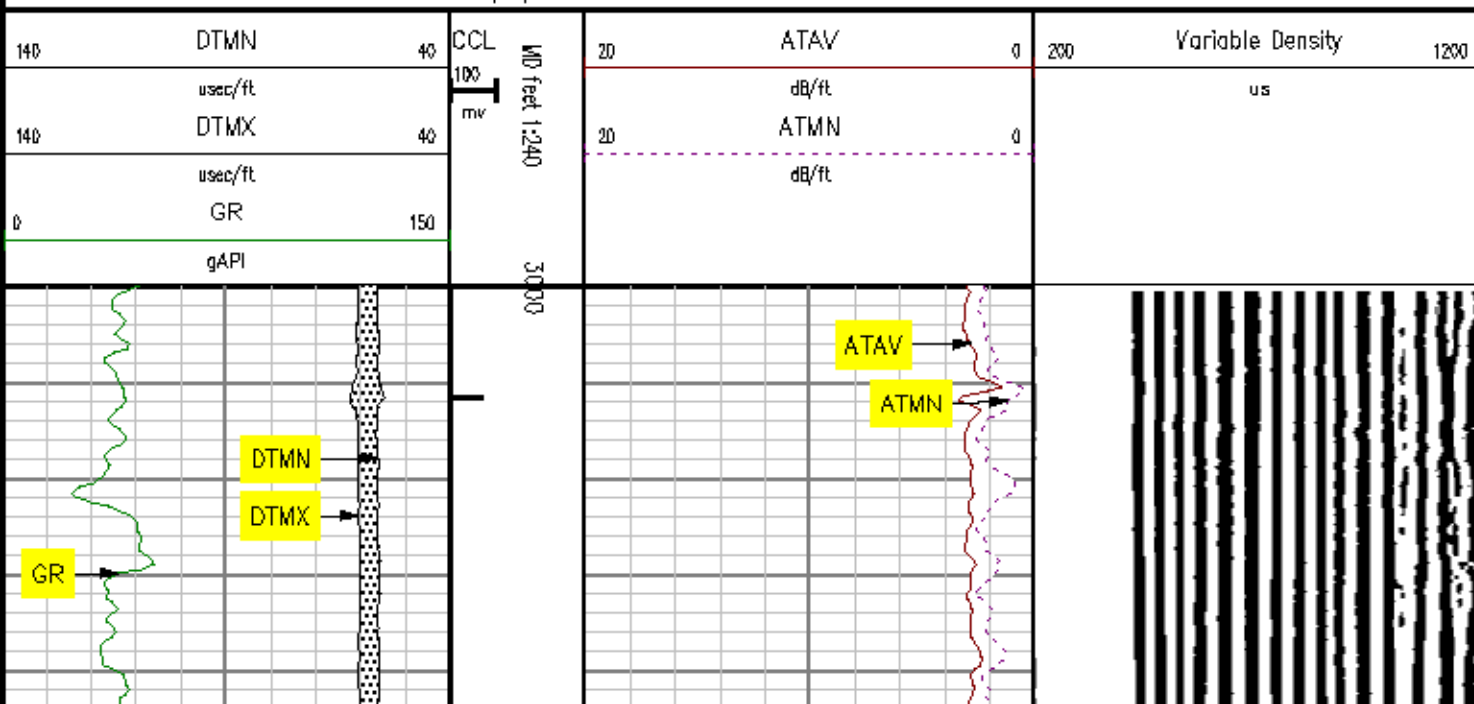 DTMN
140 40
usec/ft
DTMX
140 40
usec/ft
GR
0 150
gAPI
CCL
100
mv
MD feet 1:240
3000
ATAV
20 0
dB/ft
ATMN
20 0
dB/ft
Variable Density
200 1200
us
ATAV
ATMN
DTMN
DTMX
GR